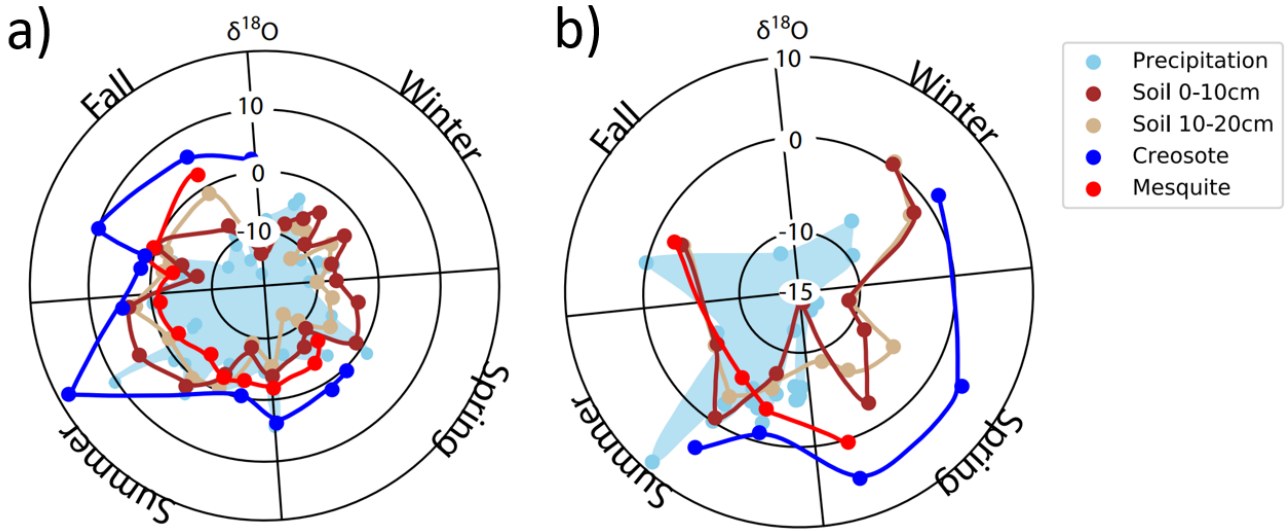 a)
δ18O
10
0
-10
Fall
Winter
Summer
Spring
b)
δ18O
10
0
-10
-15
Fall
Winter
Summer
Spring
Precipitation
Soil 0-10cm
Soil 10-20cm
Creosote
Mesquite